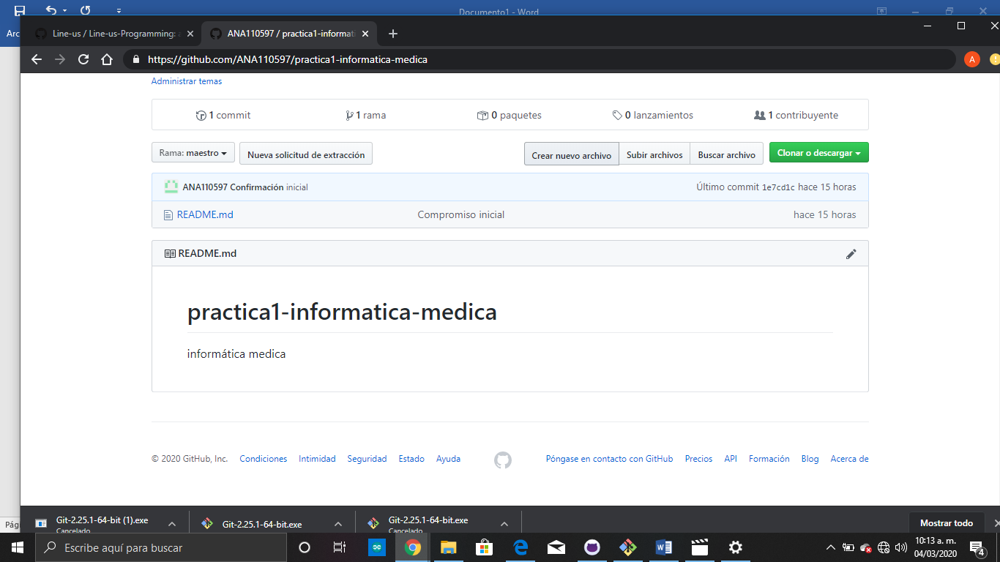 Documento1 - Word
Arc
Line-us / Line-us-Programming: a
ANA110597 / practica1-informati
https://github.com/ANA110597/practica1-informatica-medica
A
Administrar temas
1 commit
1 rama
0 paquetes
0 lanzamientos
1 contribuyente
Rama: maestro
Nueva solicitud de extracción
Crear nuevo archivo
Subir archivos
Buscar archivo
Clonar o descargar
ANA110597 Confirmación inicial
Último commit 1e7cd1c hace 15 horas
README.md
Compromiso inicial
hace 15 horas
README.md
practica1-informatica-medica
informática medica
© 2020 GitHub, Inc.
Condiciones
Intimidad
Seguridad
Estado
Ayuda
Póngase en contacto con GitHub
Precios
API
Formación
Blog
Acerca de
Pági
Git-2.25.1-64-bit (1).exe
Cancelado
Git-2.25.1-64-bit.exe
Git-2.25.1-64-bit.exe
Cancelado
Mostrar todo
Escribe aquí para buscar
10:13 a. m.
04/03/2020
4